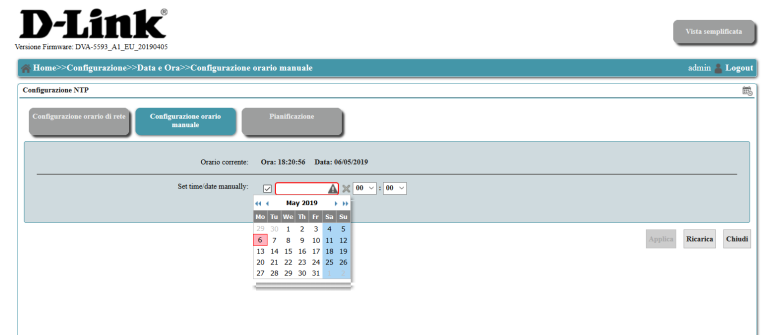 D-Link®
Vista semplificata
Versione Firmware: DVA-5593_A1_EU_20190405
Home>>Configurazione>>Data e Ora>>Configurazione orario manuale
admin Logout
Configurazione NTP
Configurazione orario di rete
Configurazione orario manuale
Pianificazione
Orario corrente: Ora: 18:20:56 Data: 06/05/2019
Set time/date manually: 00 : 00
May 2019
Mo Tu We Th Fr Sa Su
29 30 1 2 3 4 5
6 7 8 9 10 11 12
13 14 15 16 17 18 19
20 21 22 23 24 25 26
27 28 29 30 31
Applica Ricarica Chiudi